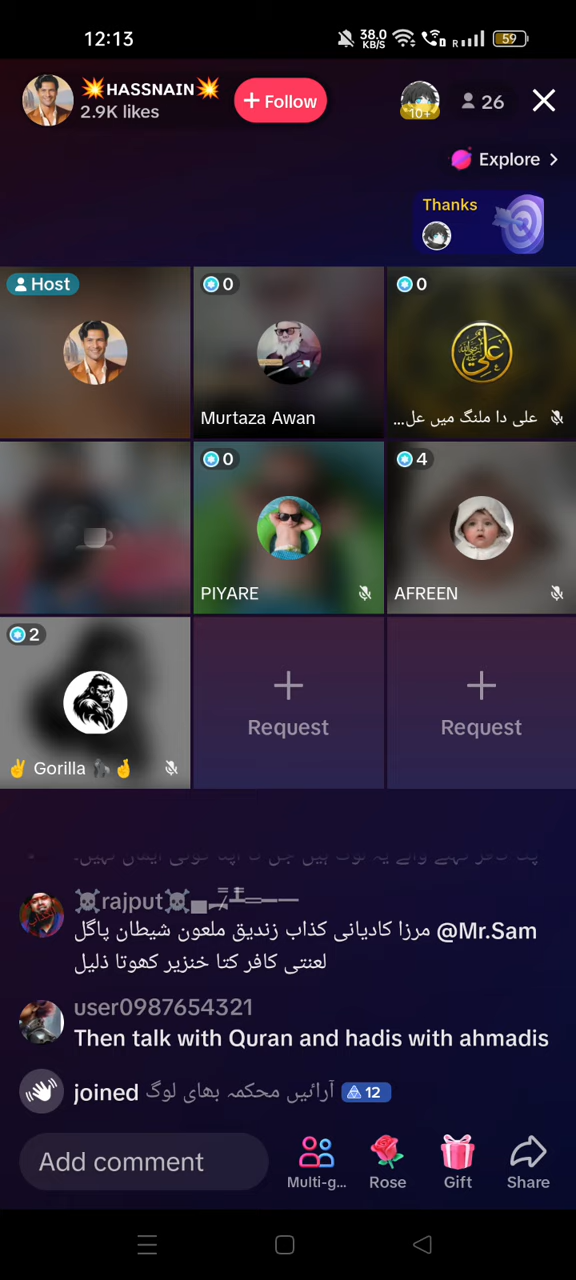 12:13
38.0
KB/S
R
59
💥HASSNAIN💥
2.9K likes
+ Follow
10+
26
Explore >
Thanks
Host
0
0
Murtaza Awan
علی دا ملنگ میں عل...
0
4
PIYARE
AFREEN
2
✌ Gorilla 🦍🤞
Request
Request
☠rajput☠
@Mr.Sam مرزا کادیانی کذاب زندیق ملعون شیطان پاگل
لعنتی کافر کتا خنزیر کھوتا ذلیل
user0987654321
Then talk with Quran and hadis with ahmadis
joined آرائیں محکمہ بھای لوگ 12
Add comment
Multi-g...
Rose
Gift
Share